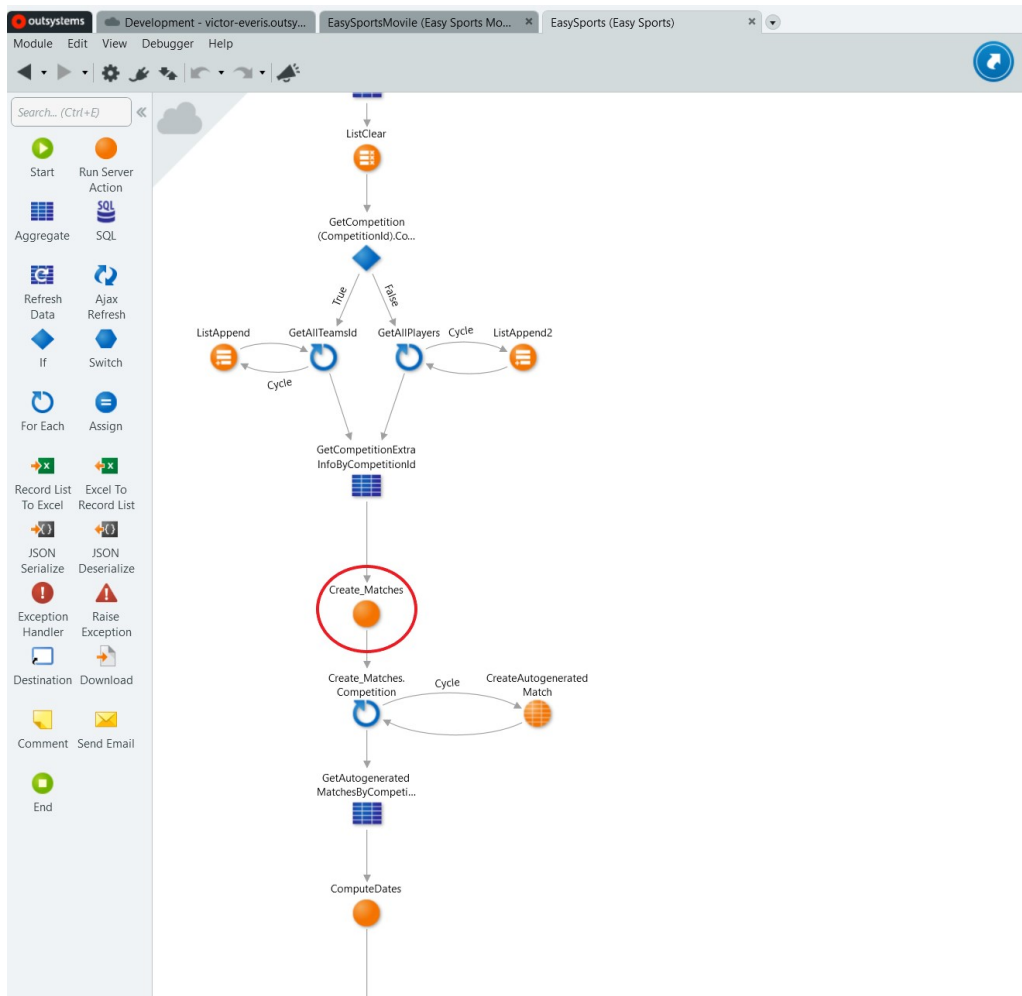 outsystems
Development - victor-everis.outsy...
EasySportsMovile (Easy Sports Mo...
EasySports (Easy Sports)
Module Edit View Debugger Help
Search... (Ctrl+E)
Start
Run Server
Action
Aggregate
SQL
SQL
Refresh
Data
Ajax
Refresh
If
Switch
For Each
Assign
Record List
To Excel
Excel To
Record List
JSON
Serialize
JSON
Deserialize
Exception
Handler
Raise
Exception
Destination
Download
Comment
Send Email
End
ListClear
GetCompetition
(CompetitionId).Co...
True
False
ListAppend
GetAllTeamsId
GetAllPlayers
Cycle
ListAppend2
Cycle
GetCompetitionExtra
InfoByCompetitionId
Create_Matches
Create_Matches.
Competition
Cycle
CreateAutogenerated
Match
GetAutogenerated
MatchesByCompeti...
ComputeDates